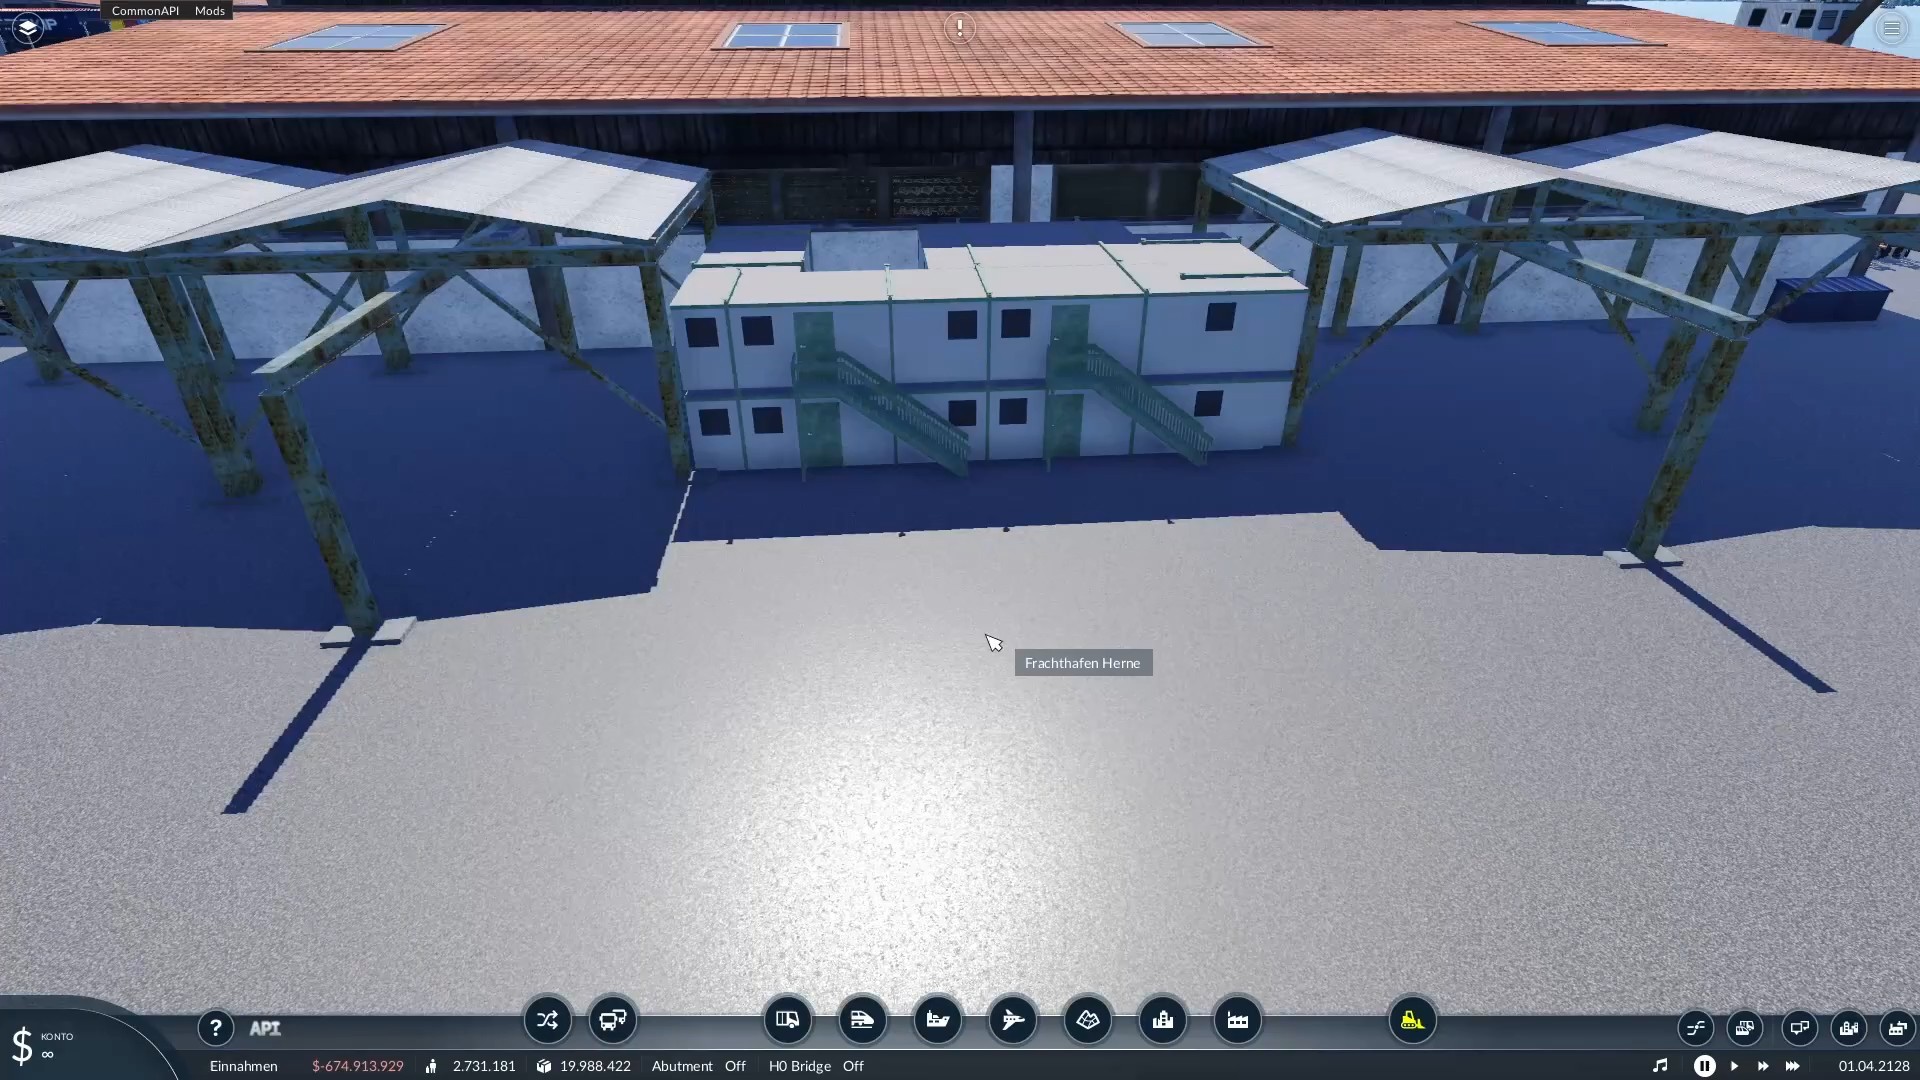 CommonAPI Mods
Frachthafen Herne
KONTO
∞
? API
Einnahmen $-674.913.929 2.731.181 19.988.422 Abutment Off H0 Bridge Off 01.04.2128